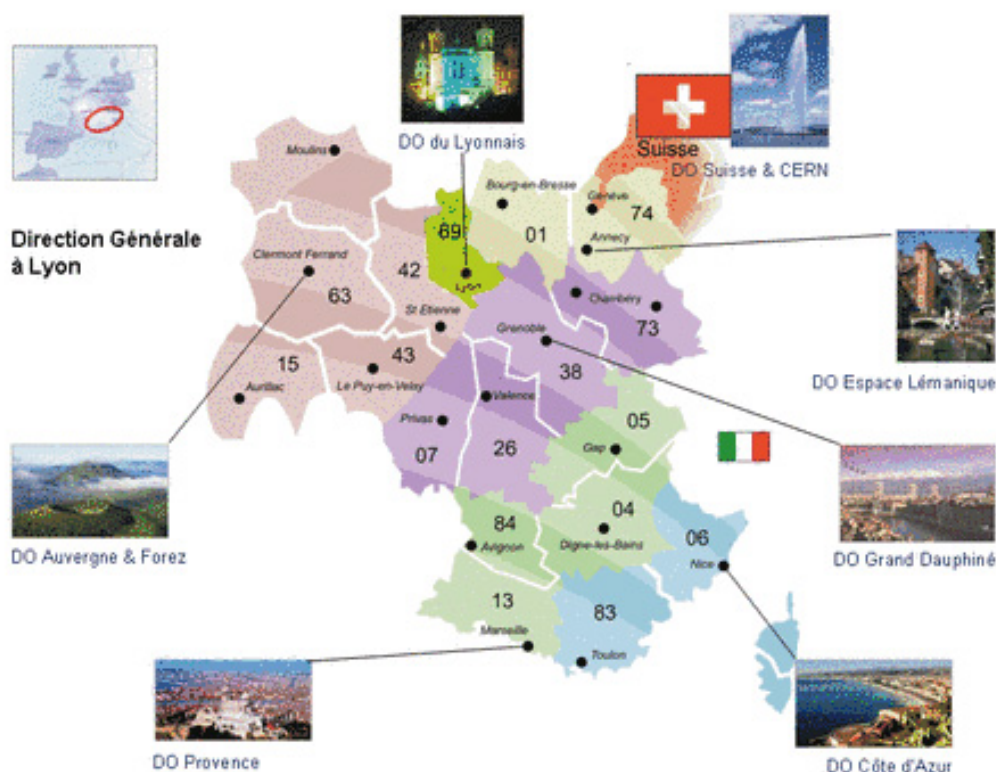 DO du Lyonnais
Suisse
DO Suisse & CERN
Moulins
Bourg-en-Bresse
Genève
74
69
01
Annecy
Direction Générale
à Lyon
Clermont Ferrand
42
63
Lyon
Chambéry
St Etienne
73
Grenoble
15
43
38
Aurillac
Le Puy-en-Velay
Valence
DO Espace Lémanique
Privas
05
07
26
Gap
84
04
06
DO Auvergne & Forez
Avignon
Digne-les-Bains
DO Grand Dauphiné
Nice
13
83
Marseille
Toulon
DO Provence
DO Côte d'Azur